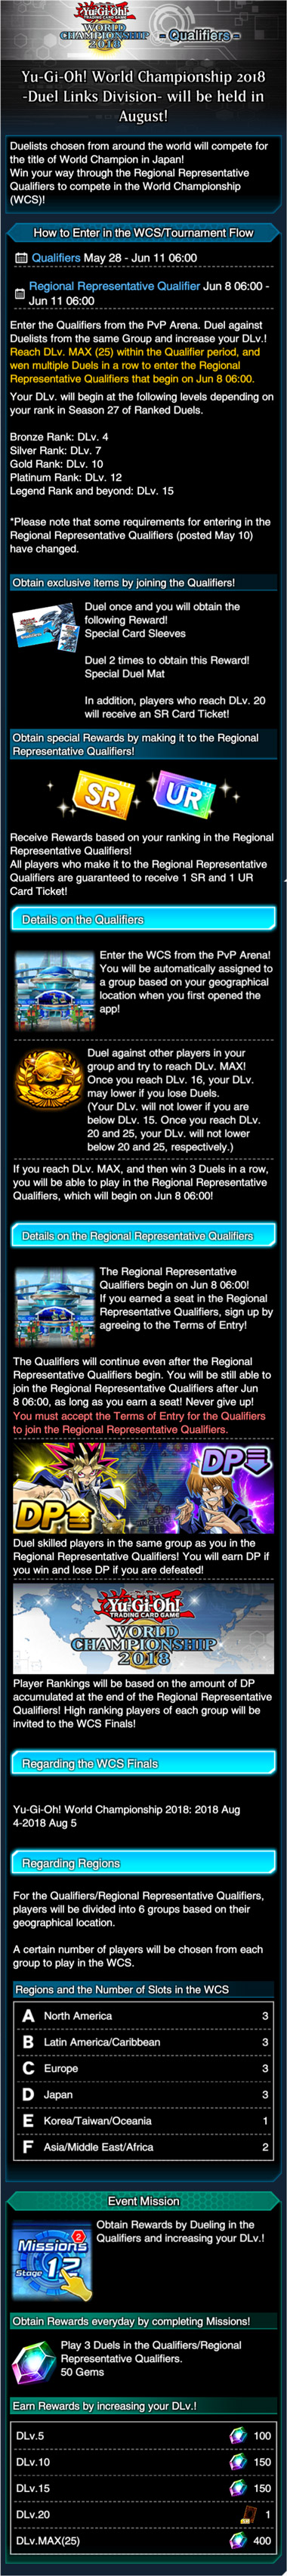 Yu-Gi-Oh!
TRADING CARD GAME
WORLD
CHAMPIONSHIP
2018
- Qualifiers -
Yu-Gi-Oh! World Championship 2018
-Duel Links Division- will be held in
August!
Duelists chosen from around the world will compete for
the title of World Champion in Japan!
Win your way through the Regional Representative
Qualifiers to compete in the World Championship
(WCS)!
How to Enter in the WCS/Tournament Flow
Qualifiers May 28 - Jun 11 06:00
Regional Representative Qualifier Jun 8 06:00 -
Jun 11 06:00
Enter the Qualifiers from the PvP Arena. Duel against
Duelists from the same Group and increase your DLv.!
Reach DLv. MAX (25) within the Qualifier period, and
wen multiple Duels in a row to enter the Regional
Representative Qualifiers that begin on Jun 8 06:00.
Your DLv. will begin at the following levels depending on
your rank in Season 27 of Ranked Duels.
Bronze Rank: DLv. 4
Silver Rank: DLv. 7
Gold Rank: DLv. 10
Platinum Rank: DLv. 12
Legend Rank and beyond: DLv. 15
*Please note that some requirements for entering in the
Regional Representative Qualifiers (posted May 10)
have changed.
Obtain exclusive items by joining the Qualifiers!
Duel once and you will obtain the
following Reward!
Special Card Sleeves
Duel 2 times to obtain this Reward!
Special Duel Mat
In addition, players who reach DLv. 20
will receive an SR Card Ticket!
Obtain special Rewards by making it to the Regional
Representative Qualifiers!
SR
UR
Receive Rewards based on your ranking in the Regional
Representative Qualifiers!
All players who make it to the Regional Representative
Qualifiers are guaranteed to receive 1 SR and 1 UR
Card Ticket!
Details on the Qualifiers
Enter the WCS from the PvP Arena!
You will be automatically assigned to
a group based on your geographical
location when you first opened the
app!
Duel against other players in your
group and try to reach DLv. MAX!
Once you reach DLv. 16, your DLv.
may lower if you lose Duels.
(Your DLv. will not lower if you are
below DLv. 15. Once you reach DLv.
20 and 25, your DLv. will not lower
below 20 and 25, respectively.)
If you reach DLv. MAX, and then win 3 Duels in a row,
you will be able to play in the Regional Representative
Qualifiers, which will begin on Jun 8 06:00!
Details on the Regional Representative Qualifiers
The Regional Representative
Qualifiers begin on Jun 8 06:00!
If you earned a seat in the Regional
Representative Qualifiers, sign up by
agreeing to the Terms of Entry!
The Qualifiers will continue even after the Regional
Representative Qualifiers begin. You will be still able to
join the Regional Representative Qualifiers after Jun
8 06:00, as long as you earn a seat! Never give up!
You must accept the Terms of Entry for the Qualifiers
to join the Regional Representative Qualifiers.
DP
DP
Duel skilled players in the same group as you in the
Regional Representative Qualifiers! You will earn DP if
you win and lose DP if you are defeated!
Yu-Gi-Oh!
TRADING CARD GAME
WORLD
CHAMPIONSHIP
2018
Player Rankings will be based on the amount of DP
accumulated at the end of the Regional Representative
Qualifiers! High ranking players of each group will be
invited to the WCS Finals!
Regarding the WCS Finals
Yu-Gi-Oh! World Championship 2018: 2018 Aug
4-2018 Aug 5
Regarding Regions
For the Qualifiers/Regional Representative Qualifiers,
players will be divided into 6 groups based on their
geographical location.
A certain number of players will be chosen from each
group to play in the WCS.
Regions and the Number of Slots in the WCS
A North America 3
B Latin America/Caribbean 3
C Europe 3
D Japan 3
E Korea/Taiwan/Oceania 1
F Asia/Middle East/Africa 2
Event Mission
Obtain Rewards by Dueling in the
Qualifiers and increasing your DLv.!
2
Missions
Stage 12
Obtain Rewards everyday by completing Missions!
Play 3 Duels in the Qualifiers/Regional
Representative Qualifiers.
50 Gems
Earn Rewards by increasing your DLv.!
DLv.5 100
DLv.10 150
DLv.15 150
DLv.20 1
DLv.MAX(25) 400